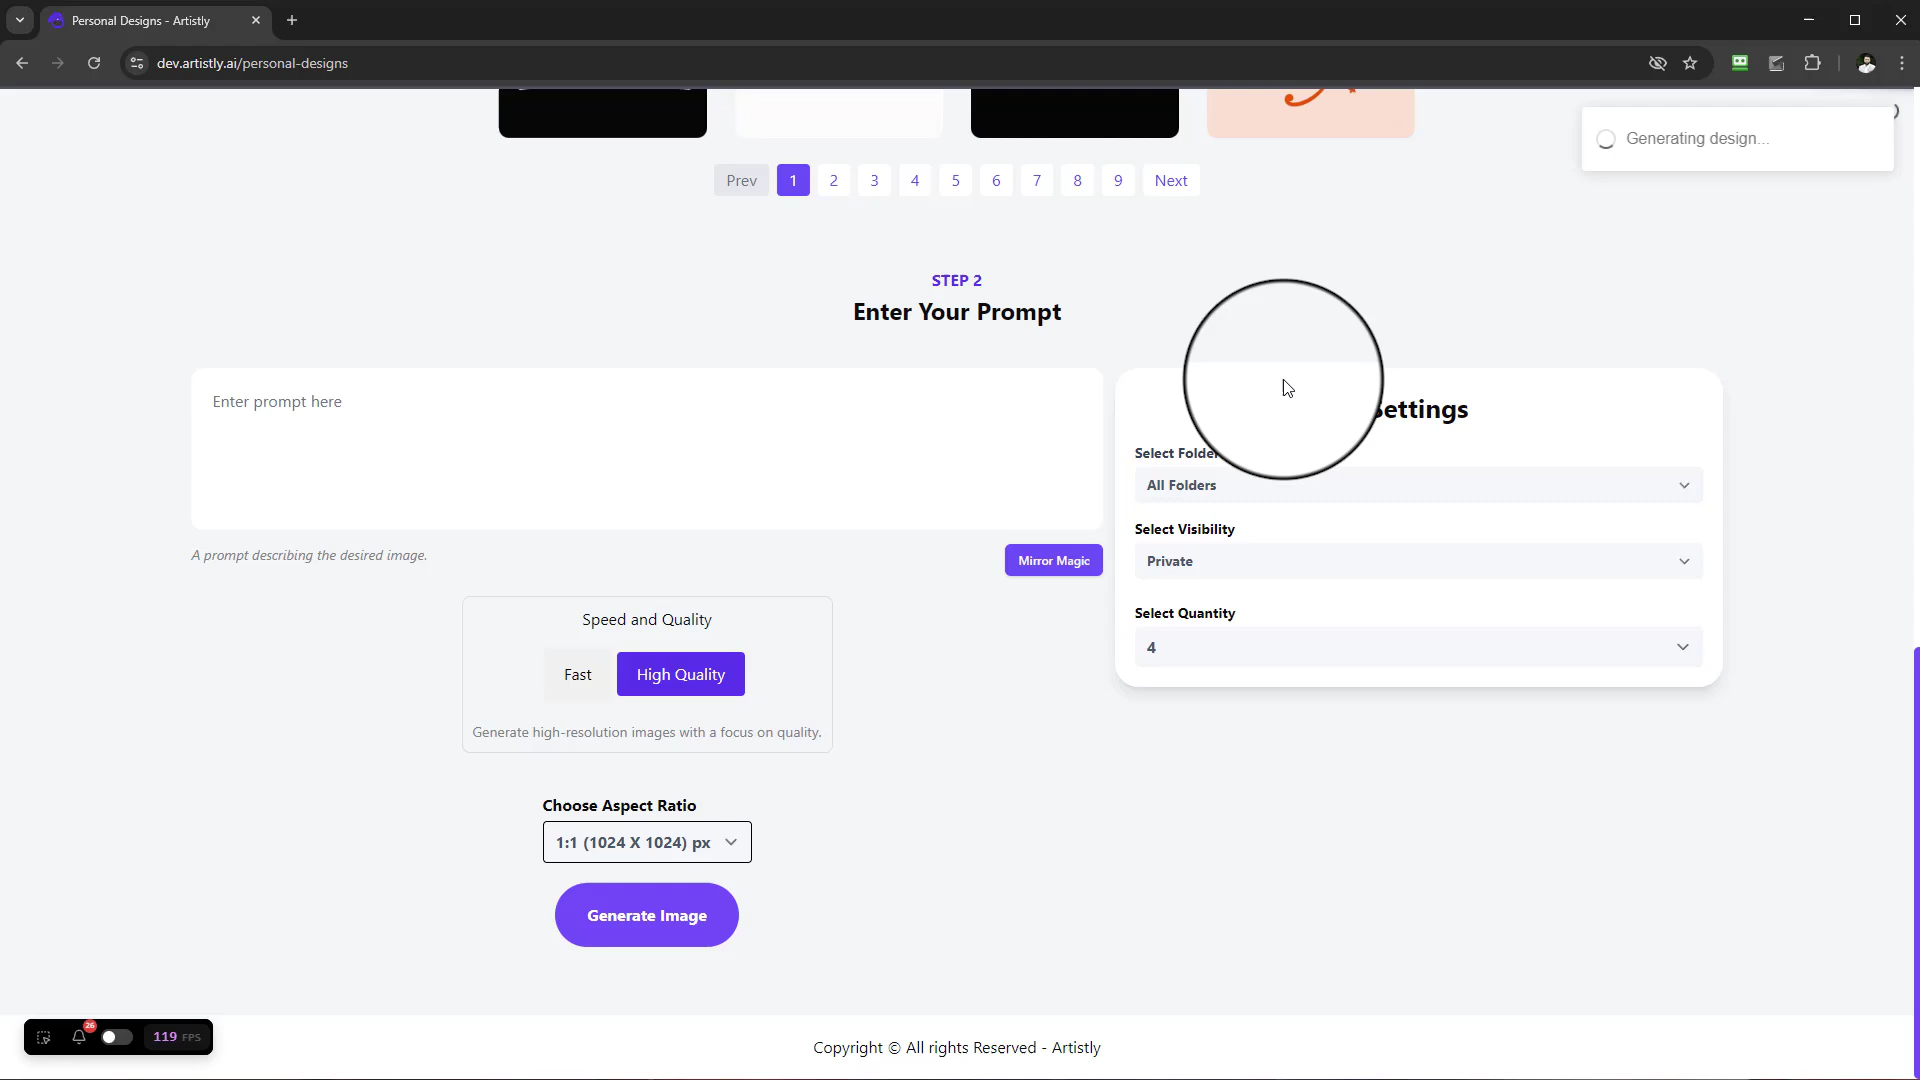 Personal Designs - Artistly
dev.artistly.ai/personal-designs
Generating design...
Prev 1 2 3 4 5 6 7 8 9 Next
STEP 2
Enter Your Prompt
Enter prompt here
A prompt describing the desired image.
Mirror Magic
Speed and Quality
Fast High Quality
Generate high-resolution images with a focus on quality.
Choose Aspect Ratio
1:1 (1024 X 1024) px
Generate Image
Settings
Select Folder
All Folders
Select Visibility
Private
Select Quantity
4
26
119 FPS
Copyright © All rights Reserved - Artistly